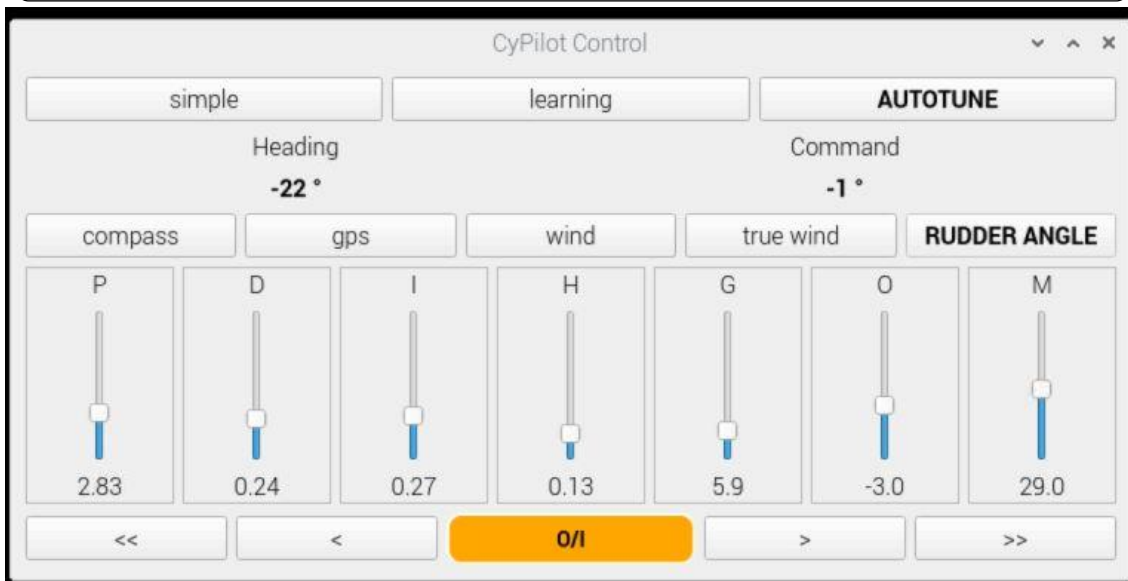 CyPilot Control
simple learning AUTOTUNE
Heading Command
-22 ° -1 °
compass gps wind true wind RUDDER ANGLE
P D I H G O M
2.83 0.24 0.27 0.13 5.9 -3.0 29.0
<< < O/I > >>